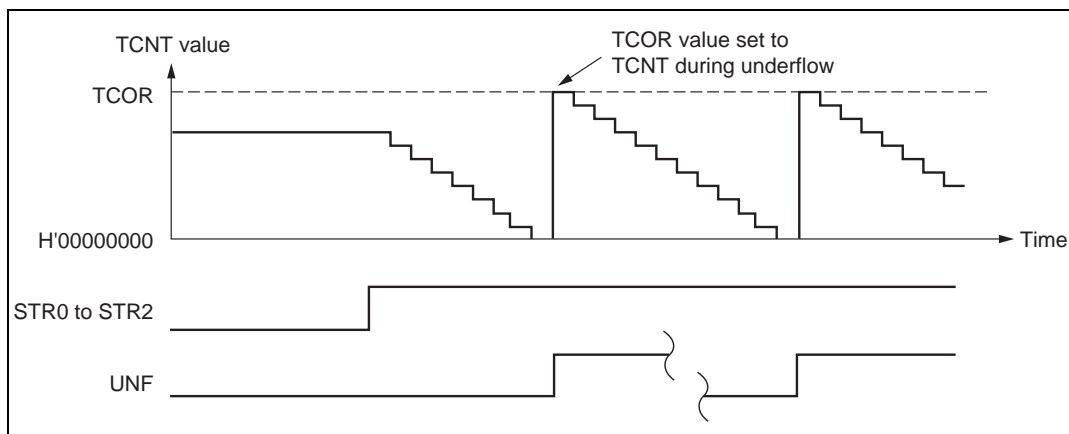 TCNT value
TCOR value set to
TCNT during underflow
TCOR
H'00000000
Time
STR0 to STR2
UNF